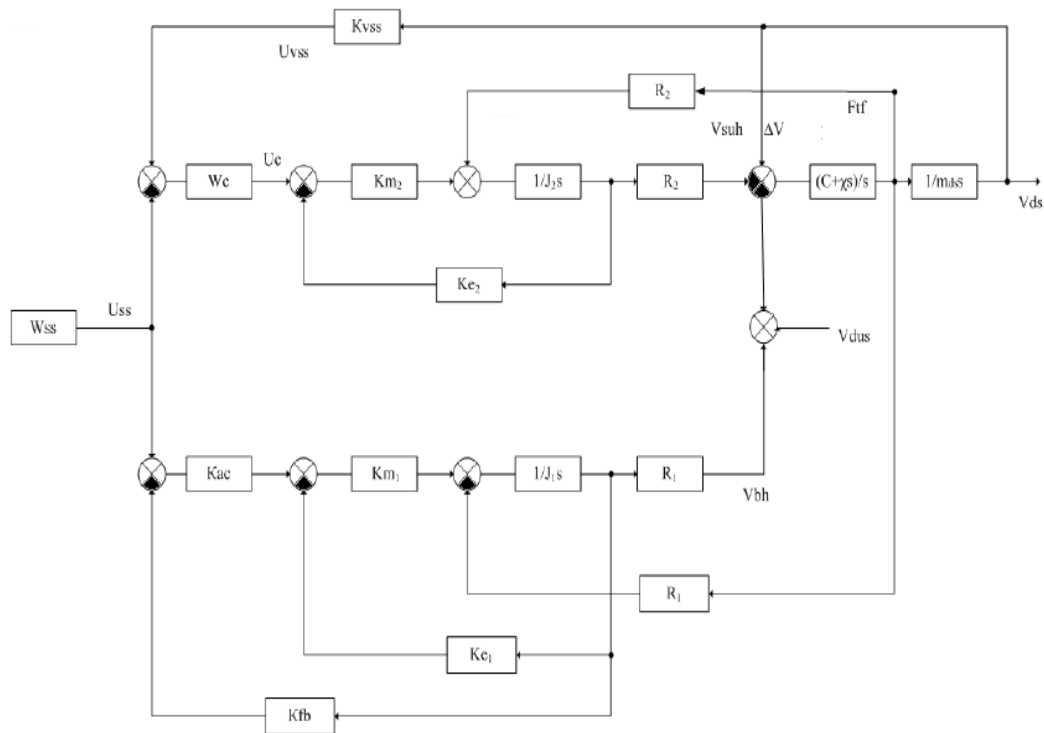 Kvss
Uvss
R₂
Ftf
Vsuh
ΔV
Uc
Wc
Km₂
1/J₂s
R₂
(C+χs)/s
1/mdss
Vds
Ke₂
Uss
Wss
Vdus
Kac
Km₁
1/J₁s
R₁
Vbh
R₁
Ke₁
Kfb